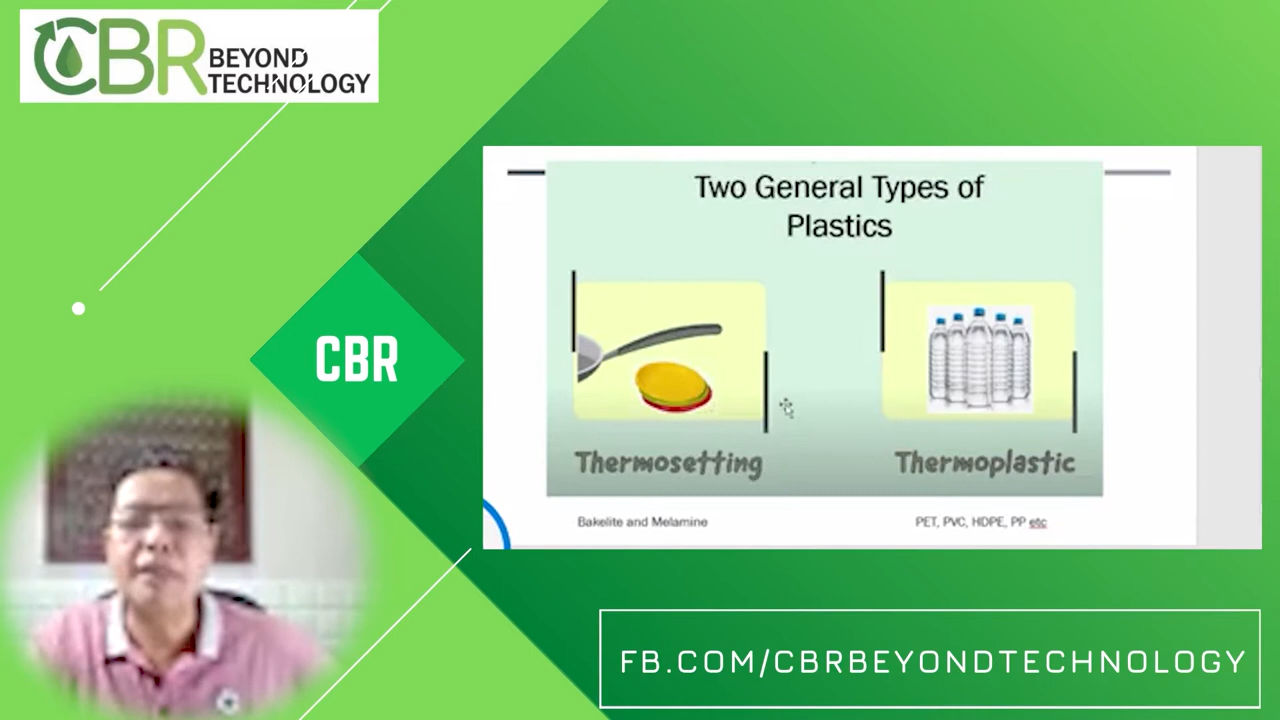 CBR BEYOND
TECHNOLOGY
Two General Types of
Plastics
CBR
Thermosetting
Thermoplastic
Bakelite and Melamine
PET, PVC, HDPE, PP etc
FB.COM/CBRBEYONDTECHNOLOGY